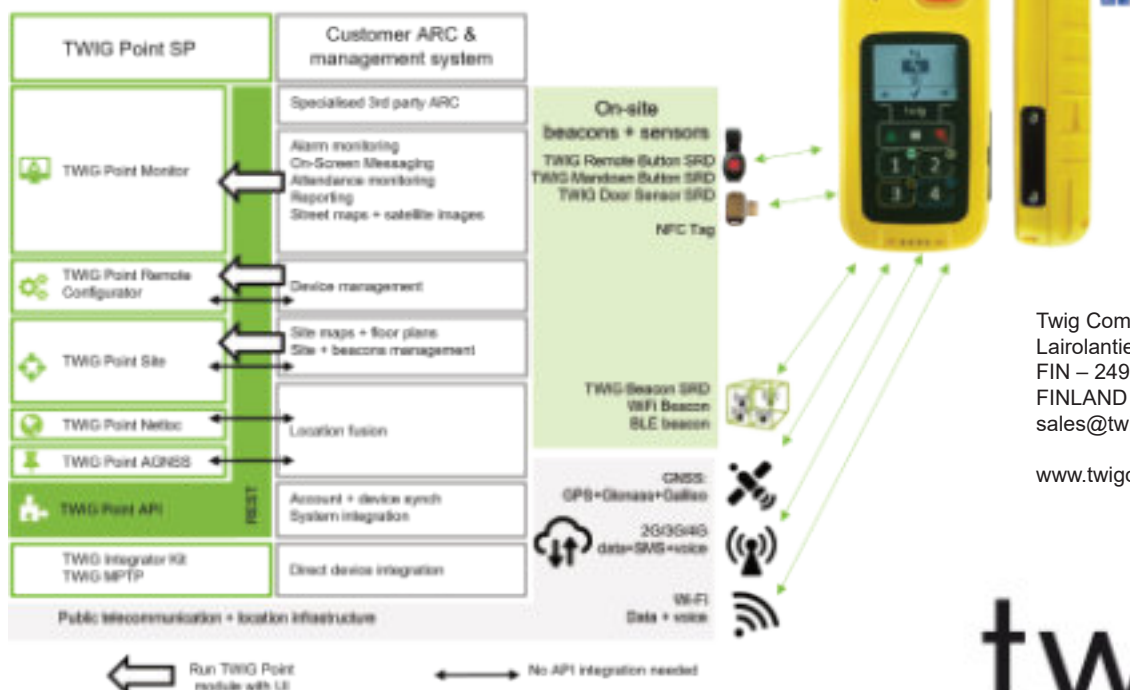 TWIG Point SP
Customer ARC &
management system
Specialised 3rd party ARC
TWIG Point Monitor
Alarm monitoring
On-Screen Messaging
Attendance monitoring
Reporting
Street maps + satellite images
TWIG Point Remote
Configurator
Device management
TWIG Point Site
Site maps + floor plans
Site + beacons management
TWIG Point Netloc
Location fusion
TWIG Point AGNSS
TWIG Point API
REST
Account + device synch
System integration
TWIG Integrator Kit
TWIG MPTP
Direct device integration
Public telecommunication + location infrastructure
On-site
beacons + sensors
TWIG Remote Button SRD
TWIG Mandown Button SRD
TWIG Door Sensor SRD
NFC Tag
TWIG Beacon SRD
WiFi Beacon
BLE beacon
GNSS:
GPS+Glonass+Galileo
2G/3G/4G
data+SMS+voice
Wi-Fi
Data + voice
Run TWIG Point
module with UI
No API integration needed
Twig
1 2
3 4
Twig Com
Lairolantie
FIN – 249
FINLAND
sales@tw
www.twigc
tw